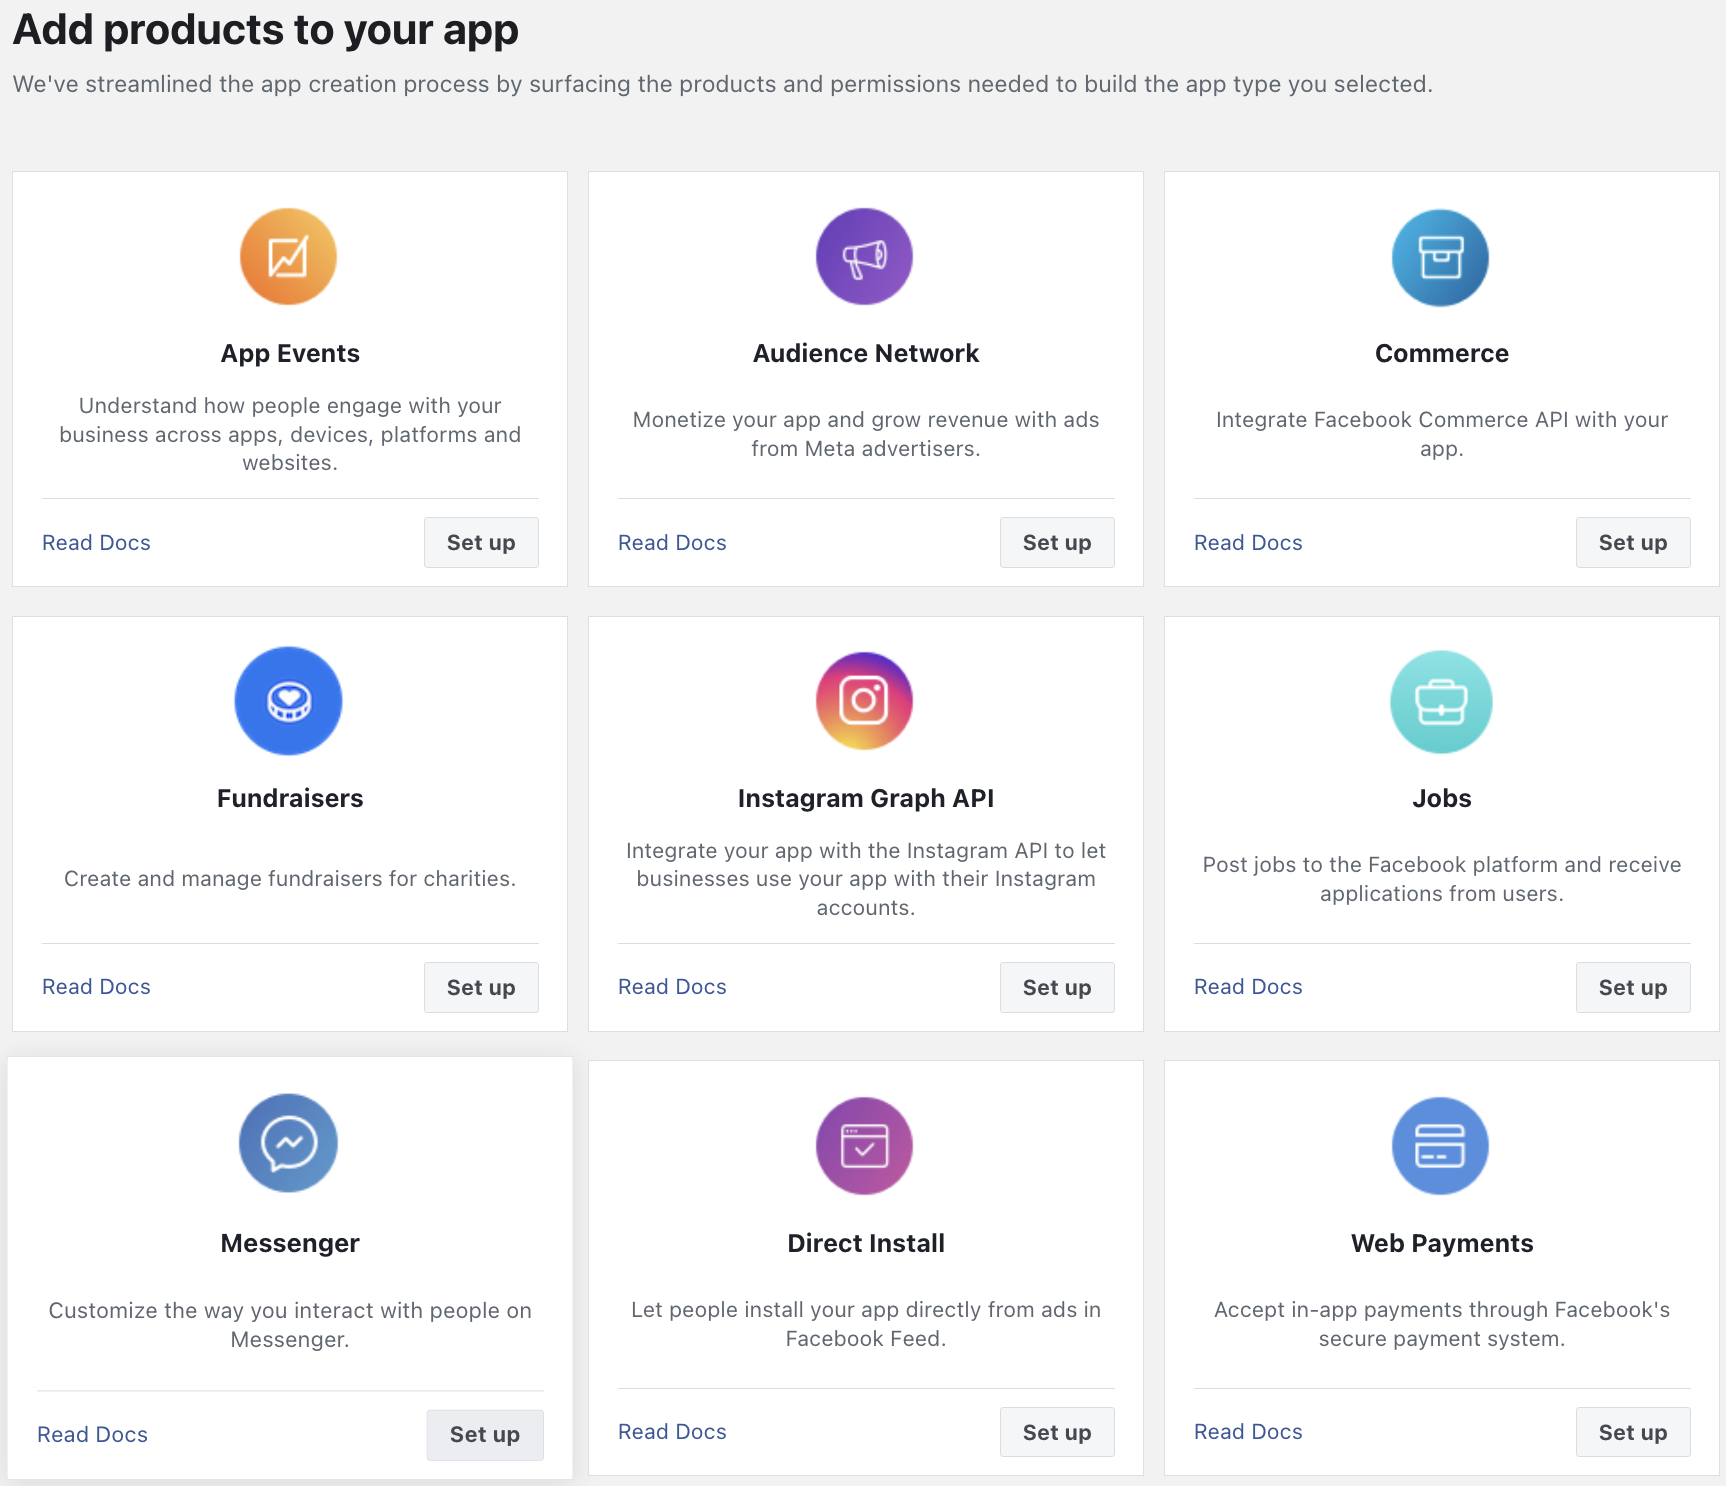 Add products to your app
We've streamlined the app creation process by surfacing the products and permissions needed to build the app type you selected.
App Events
Understand how people engage with your
business across apps, devices, platforms and
websites.
Read Docs
Set up
Audience Network
Monetize your app and grow revenue with ads
from Meta advertisers.
Read Docs
Set up
Commerce
Integrate Facebook Commerce API with your
app.
Read Docs
Set up
Fundraisers
Create and manage fundraisers for charities.
Read Docs
Set up
Instagram Graph API
Integrate your app with the Instagram API to let
businesses use your app with their Instagram
accounts.
Read Docs
Set up
Jobs
Post jobs to the Facebook platform and receive
applications from users.
Read Docs
Set up
Messenger
Customize the way you interact with people on
Messenger.
Read Docs
Set up
Direct Install
Let people install your app directly from ads in
Facebook Feed.
Read Docs
Set up
Web Payments
Accept in-app payments through Facebook's
secure payment system.
Read Docs
Set up